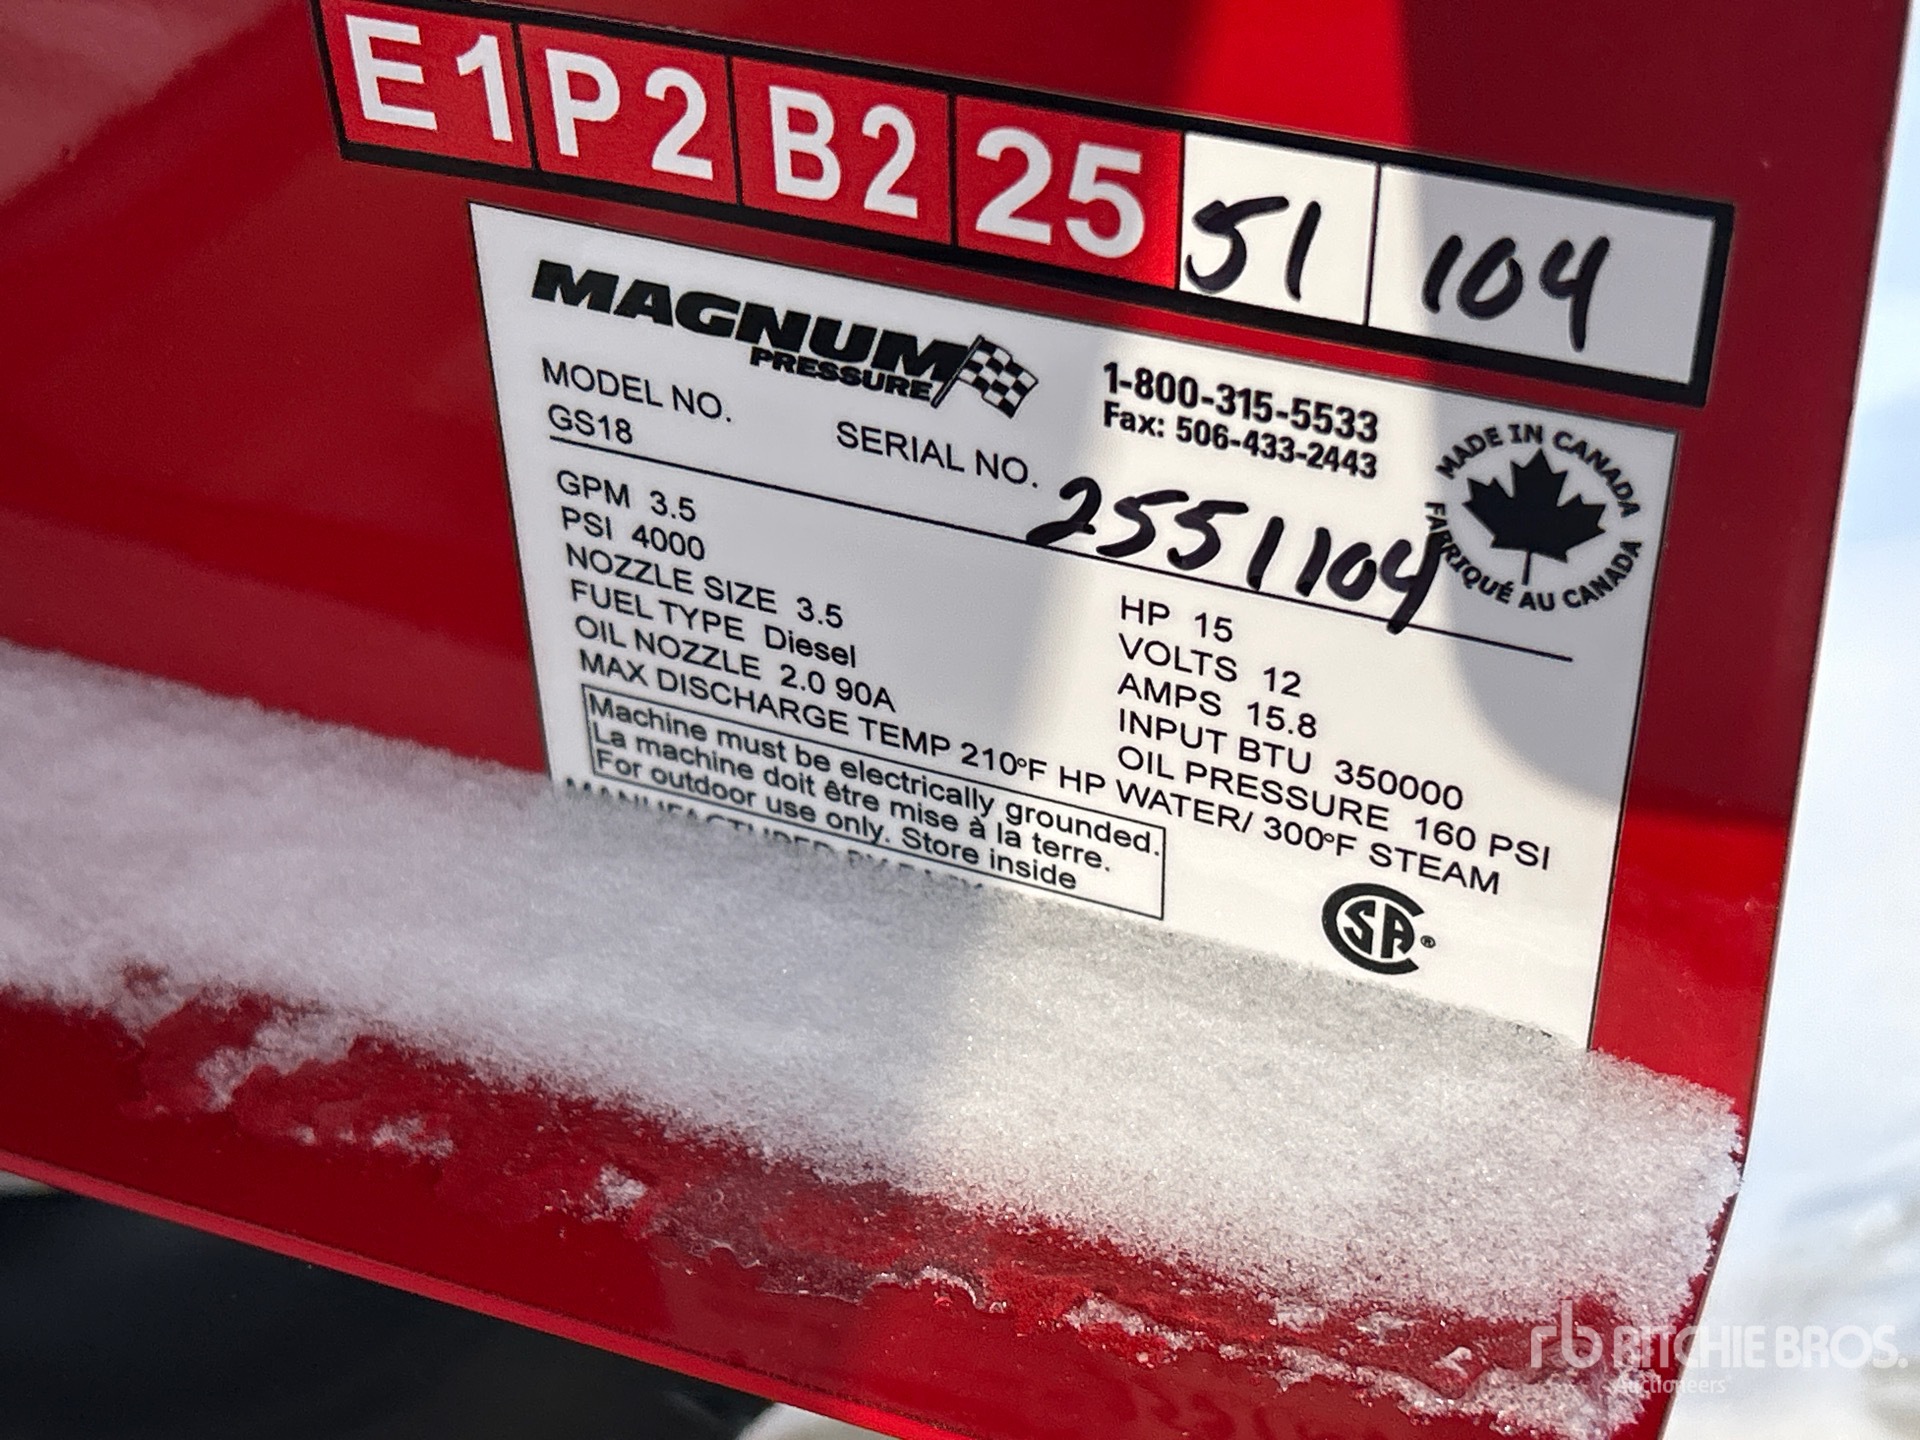 E1 P2 B2 25 51 104
MAGNUM
PRESSURE
1-800-315-5533
Fax: 506-433-2443
MADE IN CANADA
FABRIQUÉ AU CANADA
MODEL NO.
GS18
SERIAL NO. 2551104
GPM 3.5
PSI 4000
NOZZLE SIZE 3.5
FUEL TYPE Diesel
OIL NOZZLE 2.0 90A
HP 15
VOLTS 12
AMPS 15.8
INPUT BTU 350000
OIL PRESSURE 160 PSI
MAX DISCHARGE TEMP 210°F HP WATER/ 300°F STEAM
Machine must be electrically grounded.
La machine doit être mise à la terre.
For outdoor use only. Store inside
MANUFACTURED BY
CSA®
rb RITCHIE BROS.
Auctioneers